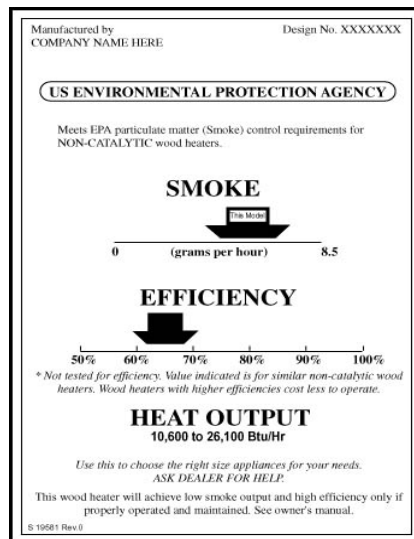 Manufactured by Design No. XXXXXXX
COMPANY NAME HERE
US ENVIRONMENTAL PROTECTION AGENCY
Meets EPA particulate matter (Smoke) control requirements for
NON-CATALYTIC wood heaters.
SMOKE
This Model
0 (grams per hour) 8.5
EFFICIENCY
50% 60% 70% 80% 90% 100%
* Not tested for efficiency. Value indicated is for similar non-catalytic wood
heaters. Wood heaters with higher efficiencies cost less to operate.
HEAT OUTPUT
10,600 to 26,100 Btu/Hr
Use this to choose the right size appliances for your needs.
ASK DEALER FOR HELP.
This wood heater will achieve low smoke output and high efficiency only if
properly operated and maintained. See owner's manual.
S 19581 Rev.0